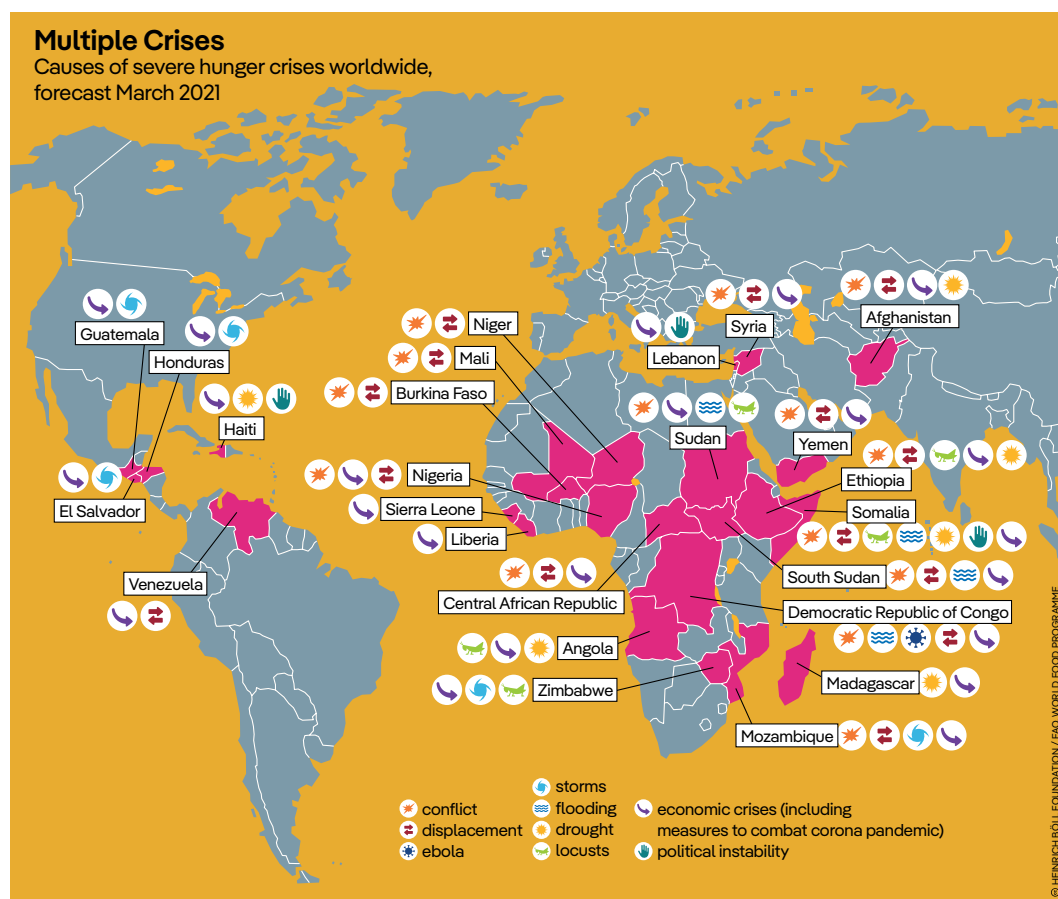 Multiple Crises
Causes of severe hunger crises worldwide,
forecast March 2021
Guatemala
Honduras
Haiti
El Salvador
Venezuela
Niger
Mali
Burkina Faso
Nigeria
Sierra Leone
Liberia
Central African Republic
Angola
Zimbabwe
Syria
Lebanon
Afghanistan
Sudan
Yemen
Ethiopia
Somalia
South Sudan
Democratic Republic of Congo
Madagascar
Mozambique
conflict
displacement
ebola
storms
flooding
drought
locusts
economic crises (including
measures to combat corona pandemic)
political instability
© HEINRICH BÖLL FOUNDATION / FAO, WORLD FOOD PROGRAMME